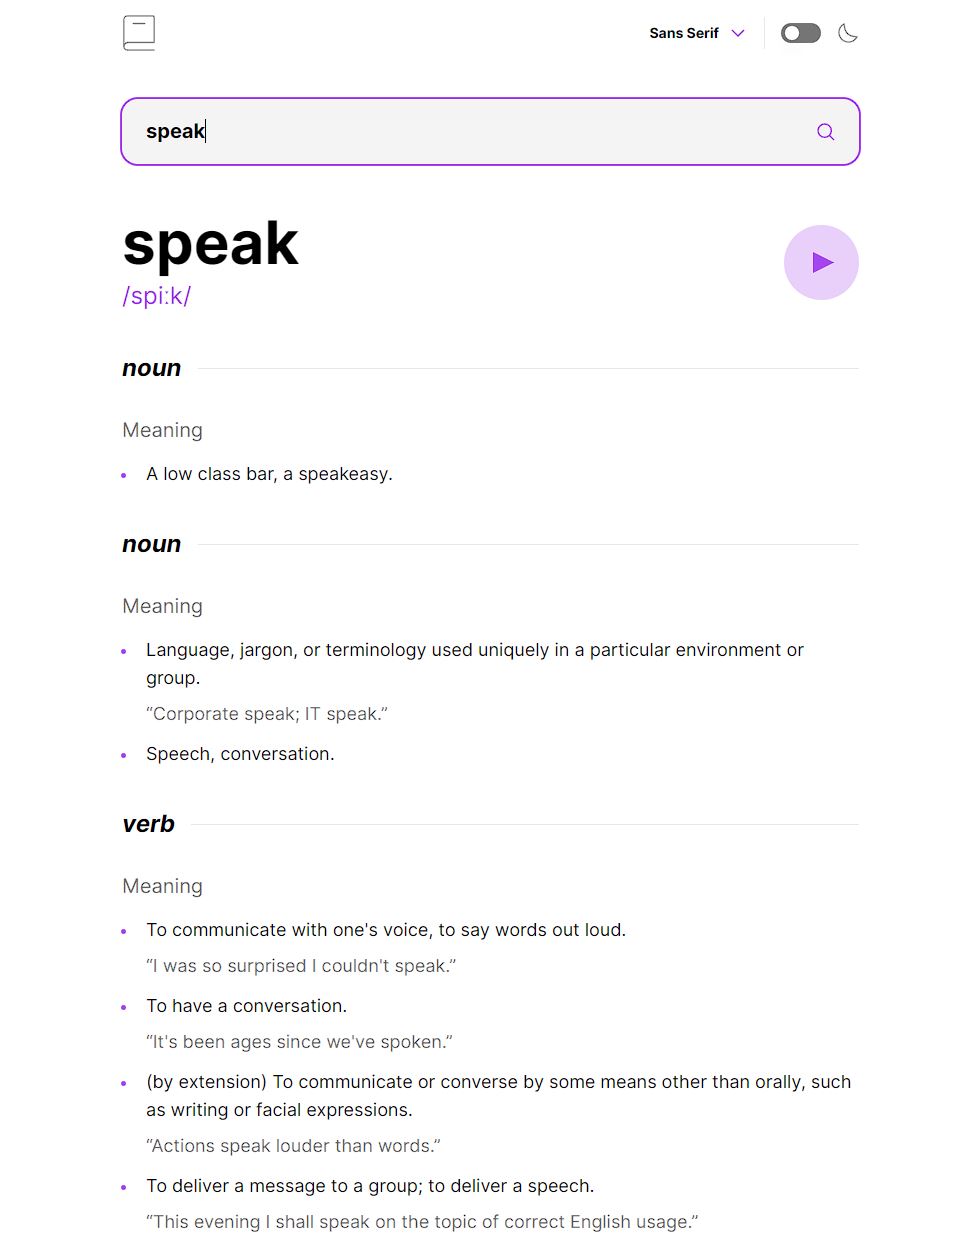 Sans Serif
speak
speak
/spiːk/
noun
Meaning
A low class bar, a speakeasy.
noun
Meaning
Language, jargon, or terminology used uniquely in a particular environment or
group.
“Corporate speak; IT speak.”
Speech, conversation.
verb
Meaning
To communicate with one's voice, to say words out loud.
“I was so surprised I couldn't speak.”
To have a conversation.
“It's been ages since we've spoken.”
(by extension) To communicate or converse by some means other than orally, such
as writing or facial expressions.
“Actions speak louder than words.”
To deliver a message to a group; to deliver a speech.
“This evening I shall speak on the topic of correct English usage.”